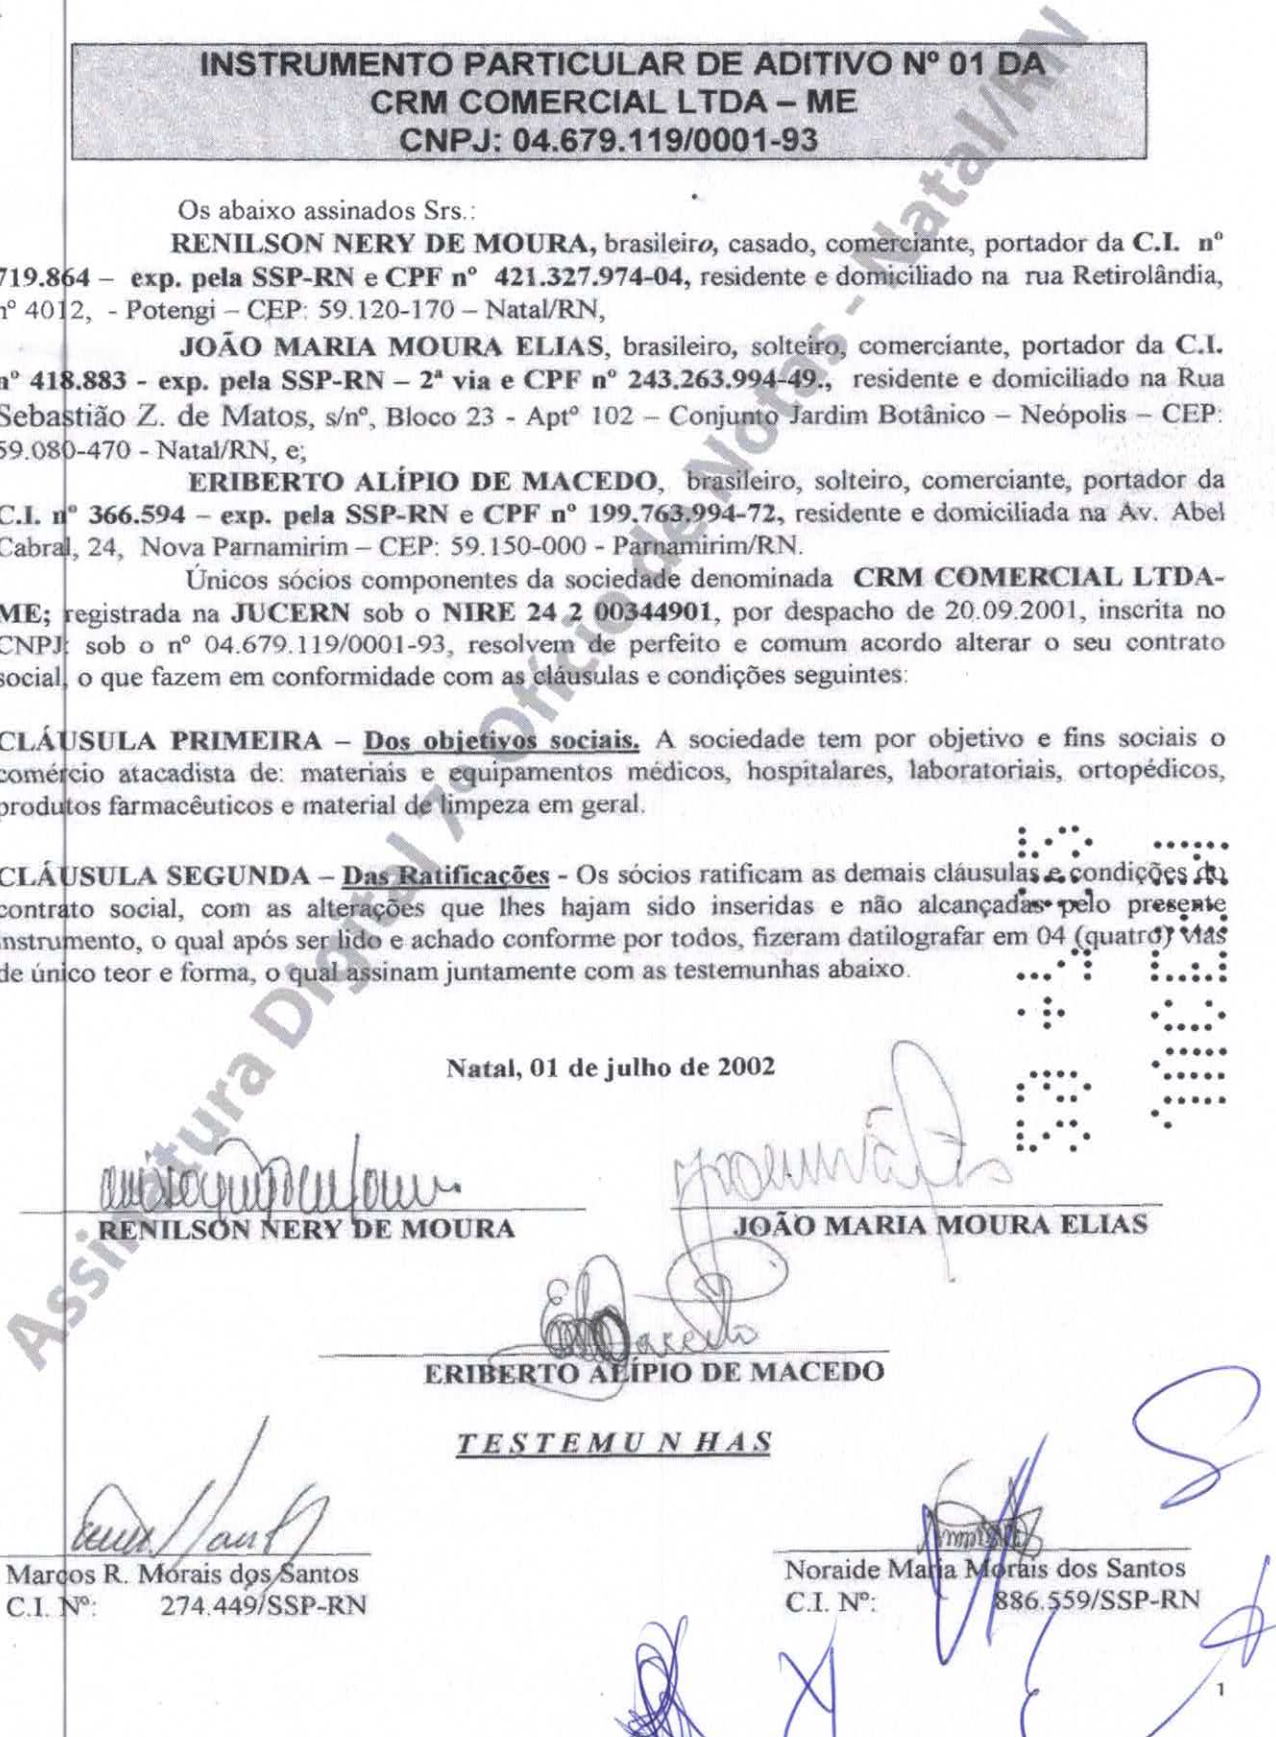 INSTRUMENTO PARTICULAR DE ADITIVO Nº 01 DA
CRM COMERCIAL LTDA – ME
CNPJ: 04.679.119/0001-93
Os abaixo assinados Srs.:
RENILSON NERY DE MOURA, brasileiro, casado, comerciante, portador da C.I. nº
719.864 – exp. pela SSP-RN e CPF nº 421.327.974-04, residente e domiciliado na rua Retirolândia,
nº 4012, - Potengi – CEP: 59.120-170 – Natal/RN,
JOÃO MARIA MOURA ELIAS, brasileiro, solteiro, comerciante, portador da C.I.
nº 418.883 - exp. pela SSP-RN – 2ª via e CPF nº 243.263.994-49., residente e domiciliado na Rua
Sebastião Z. de Matos, s/nº, Bloco 23 - Aptº 102 – Conjunto Jardim Botânico – Neópolis – CEP:
59.080-470 - Natal/RN, e;
ERIBERTO ALÍPIO DE MACEDO, brasileiro, solteiro, comerciante, portador da
C.I. nº 366.594 – exp. pela SSP-RN e CPF nº 199.763.994-72, residente e domiciliada na Av. Abel
Cabral, 24, Nova Parnamirim – CEP: 59.150-000 - Parnamirim/RN.
Únicos sócios componentes da sociedade denominada CRM COMERCIAL LTDA-
ME; registrada na JUCERN sob o NIRE 24 2 00344901, por despacho de 20.09.2001, inscrita no
CNPJ: sob o nº 04.679.119/0001-93, resolvem de perfeito e comum acordo alterar o seu contrato
social, o que fazem em conformidade com as cláusulas e condições seguintes:
CLÁUSULA PRIMEIRA – Dos objetivos sociais. A sociedade tem por objetivo e fins sociais o
comércio atacadista de: materiais e equipamentos médicos, hospitalares, laboratoriais, ortopédicos,
produtos farmacêuticos e material de limpeza em geral.
CLÁUSULA SEGUNDA – Das Ratificações - Os sócios ratificam as demais cláusulas e condições du
contrato social, com as alterações que lhes hajam sido inseridas e não alcançadas pelo presente
instrumento, o qual após ser lido e achado conforme por todos, fizeram datilografar em 04 (quatro) vias
de único teor e forma, o qual assinam juntamente com as testemunhas abaixo.
Natal, 01 de julho de 2002
RENILSON NERY DE MOURA
JOÃO MARIA MOURA ELIAS
ERIBERTO ALÍPIO DE MACEDO
TESTEMUNHAS
Marcos R. Morais dos Santos
C.I. Nº: 274.449/SSP-RN
Noraide Maria Morais dos Santos
C.I. Nº: 886.559/SSP-RN
1
Assinatura Digital 7º Ofício de Notas - Natal/RN